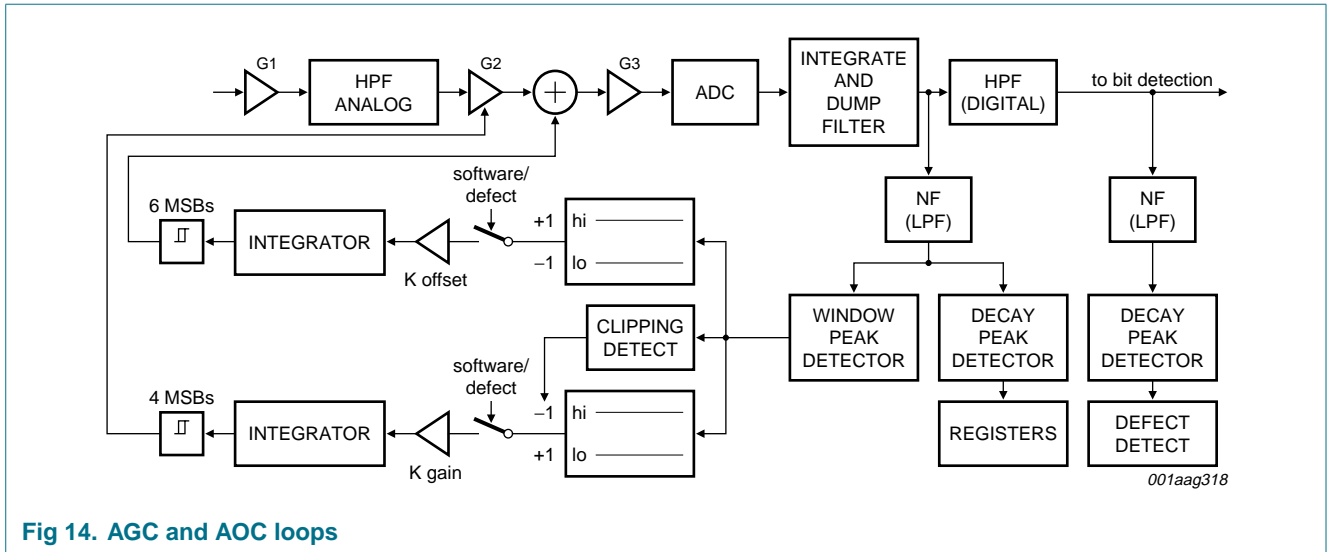 G1
HPF
ANALOG
G2
+
G3
ADC
INTEGRATE
AND
DUMP
FILTER
HPF
(DIGITAL)
to bit detection
6 MSBs
INTEGRATOR
K offset
software/
defect
+1
−1
hi
lo
NF
(LPF)
NF
(LPF)
CLIPPING
DETECT
WINDOW
PEAK
DETECTOR
DECAY
PEAK
DETECTOR
DECAY
PEAK
DETECTOR
4 MSBs
INTEGRATOR
K gain
software/
defect
−1
+1
hi
lo
REGISTERS
DEFECT
DETECT
001aag318
Fig 14. AGC and AOC loops